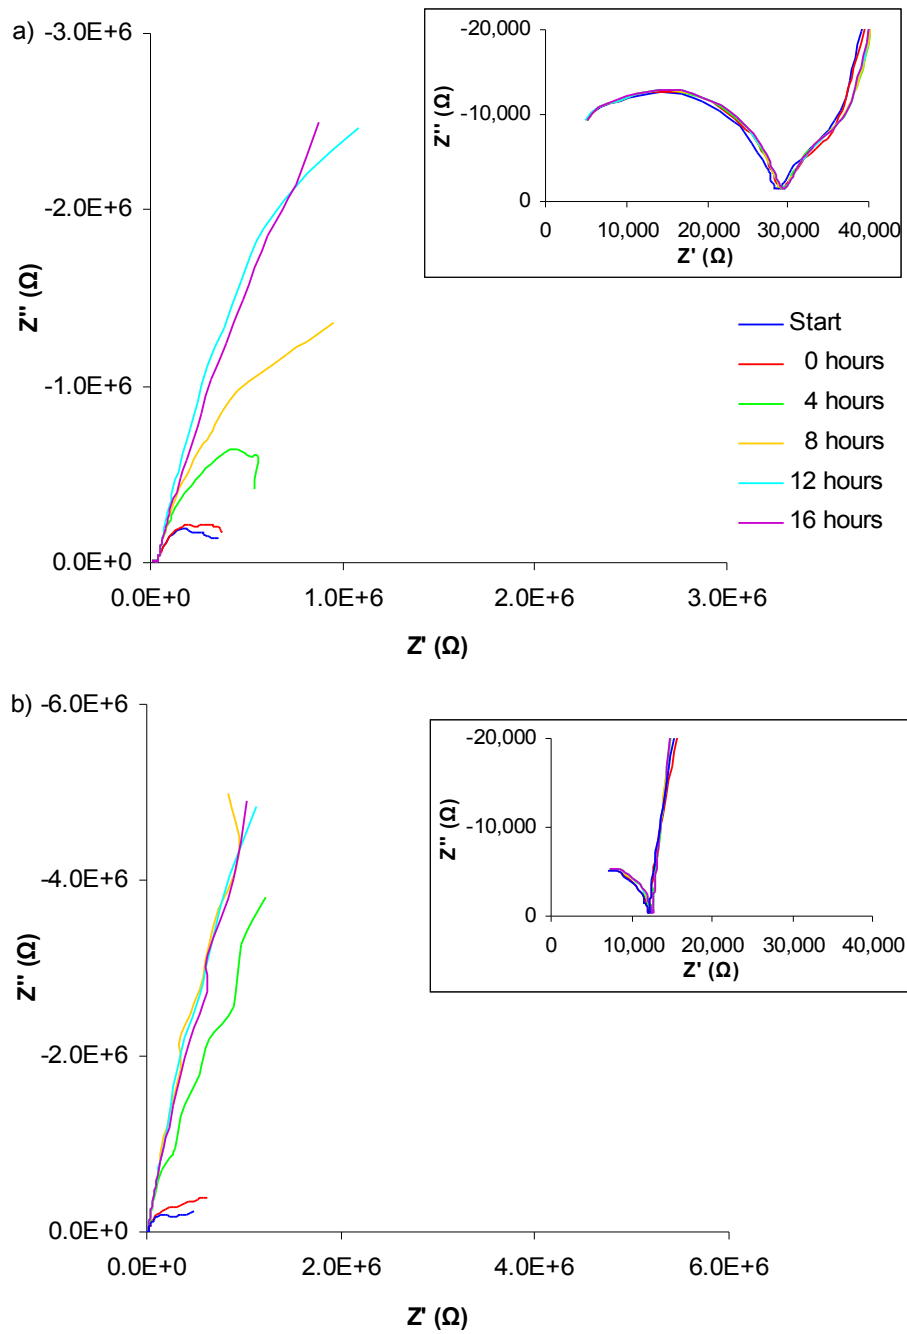 a)
-3.0E+6
-2.0E+6
-1.0E+6
0.0E+0
Z'' (Ω)
0.0E+0 1.0E+6 2.0E+6 3.0E+6
Z' (Ω)
-20,000
-10,000
0
Z'' (Ω)
0 10,000 20,000 30,000 40,000
Z' (Ω)
Start
0 hours
4 hours
8 hours
12 hours
16 hours
b)
-6.0E+6
-4.0E+6
-2.0E+6
0.0E+0
Z'' (Ω)
0.0E+0 2.0E+6 4.0E+6 6.0E+6
Z' (Ω)
-20,000
-10,000
0
Z'' (Ω)
0 10,000 20,000 30,000 40,000
Z' (Ω)